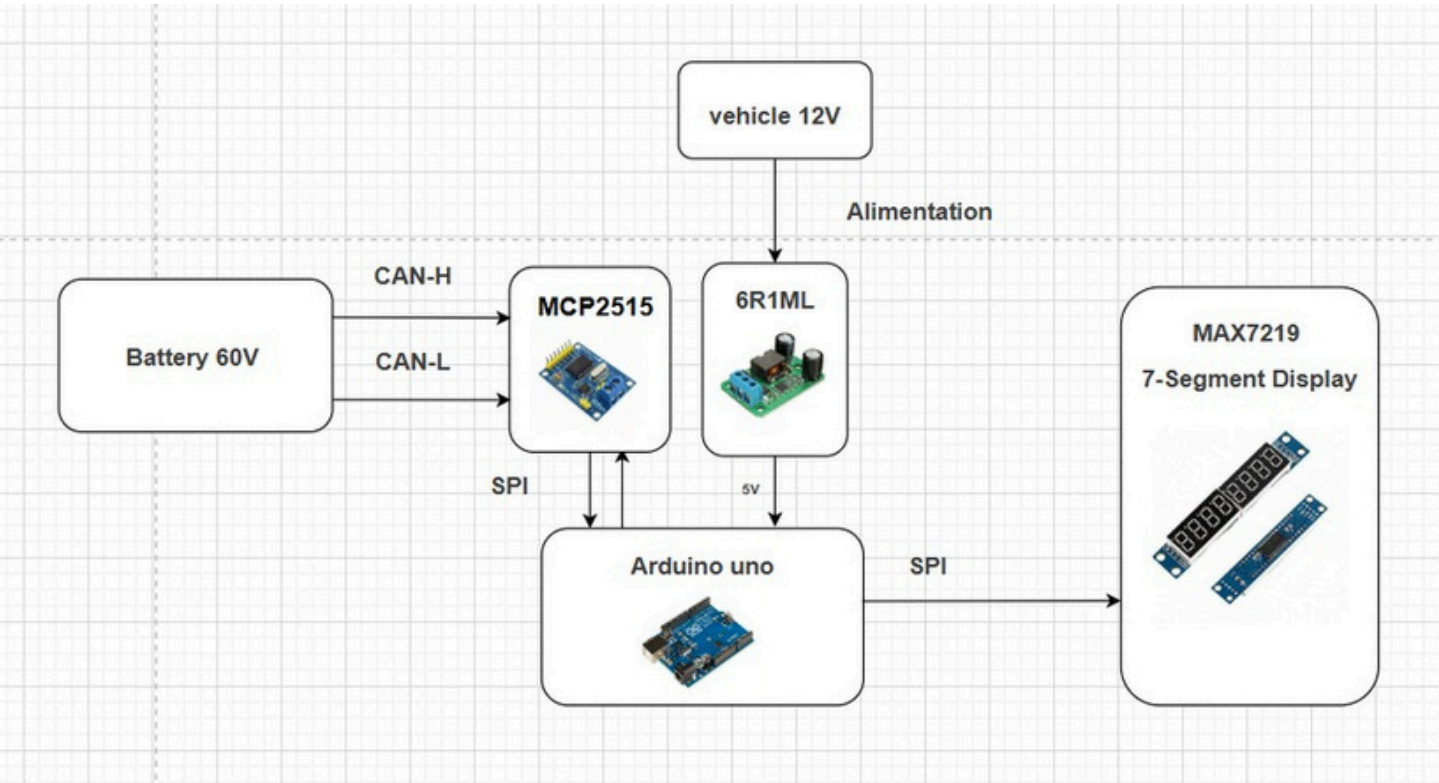 vehicle 12V
Alimentation
CAN-H
MCP2515
6R1ML
MAX7219
Battery 60V
CAN-L
7-Segment Display
SPI
5V
Arduino uno
SPI